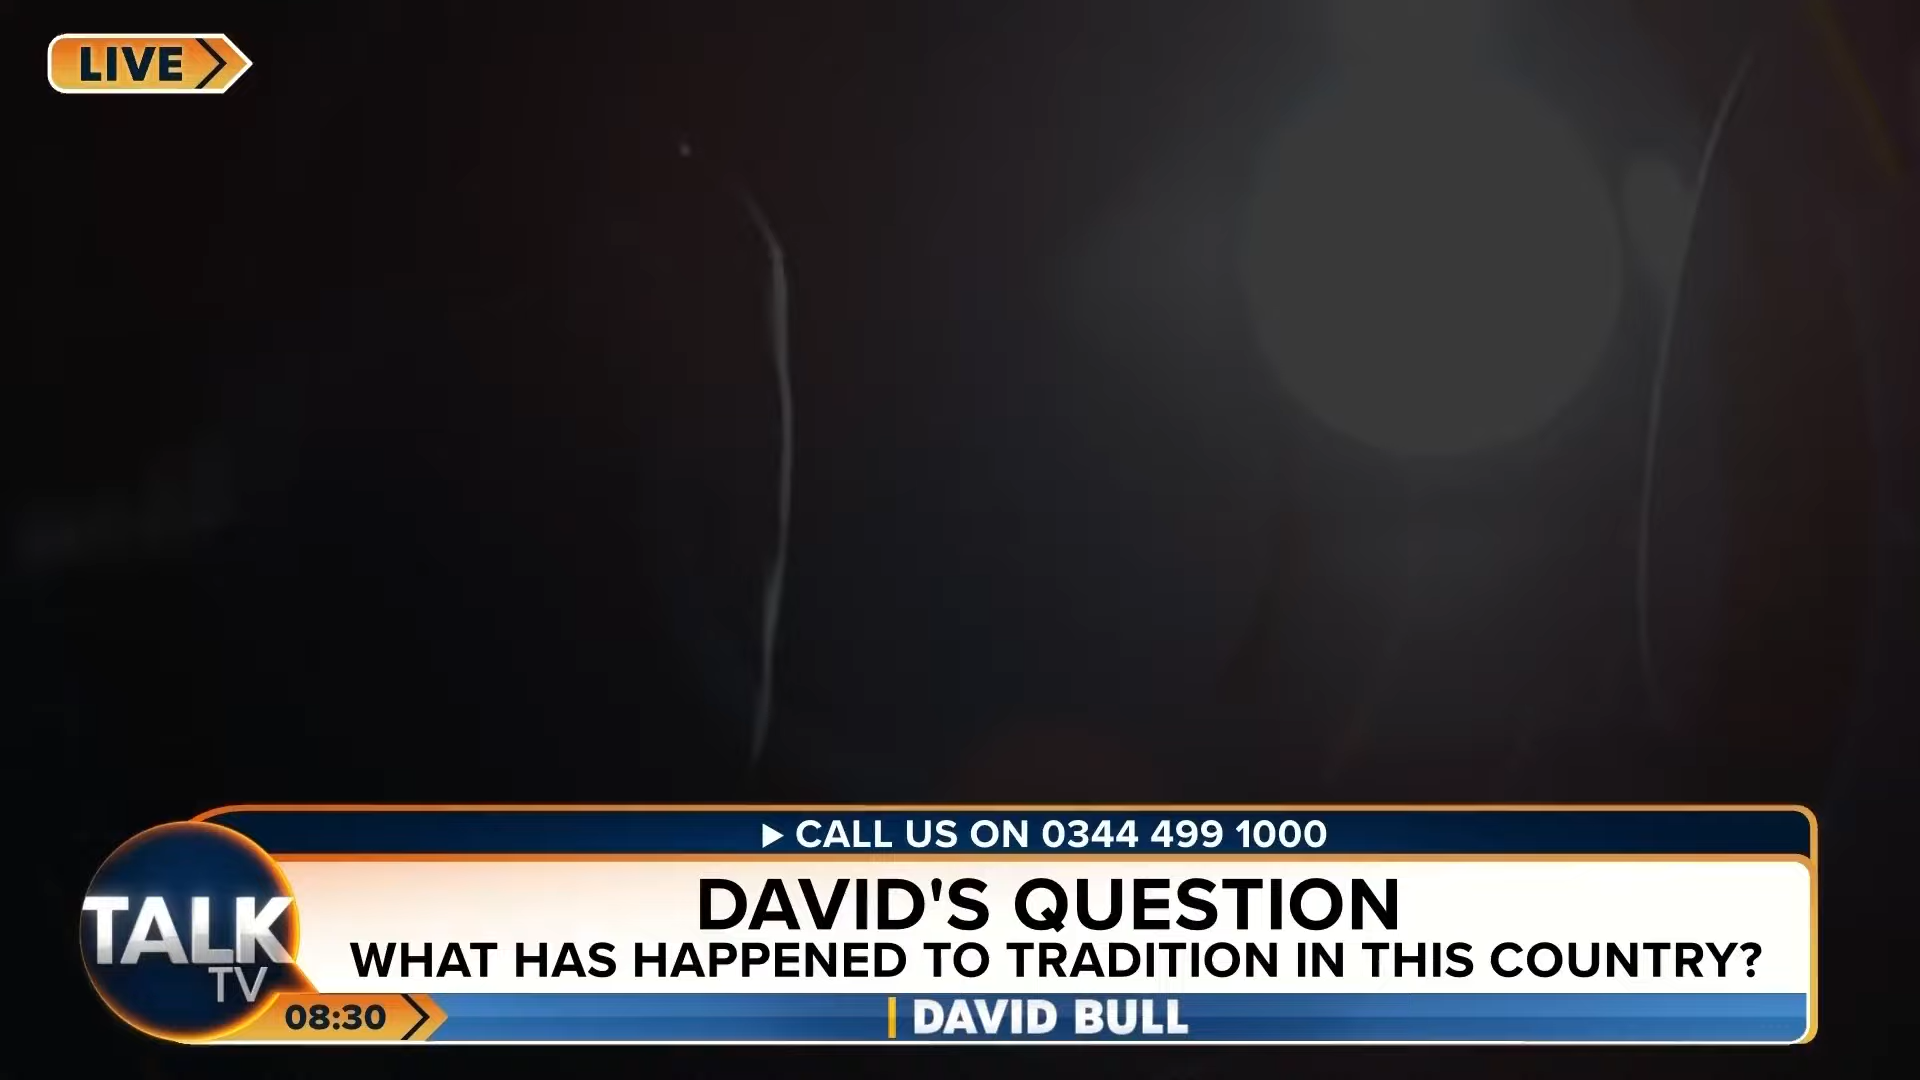 LIVE
CALL US ON 0344 499 1000
DAVID'S QUESTION
WHAT HAS HAPPENED TO TRADITION IN THIS COUNTRY?
TALK
TV
08:30
DAVID BULL